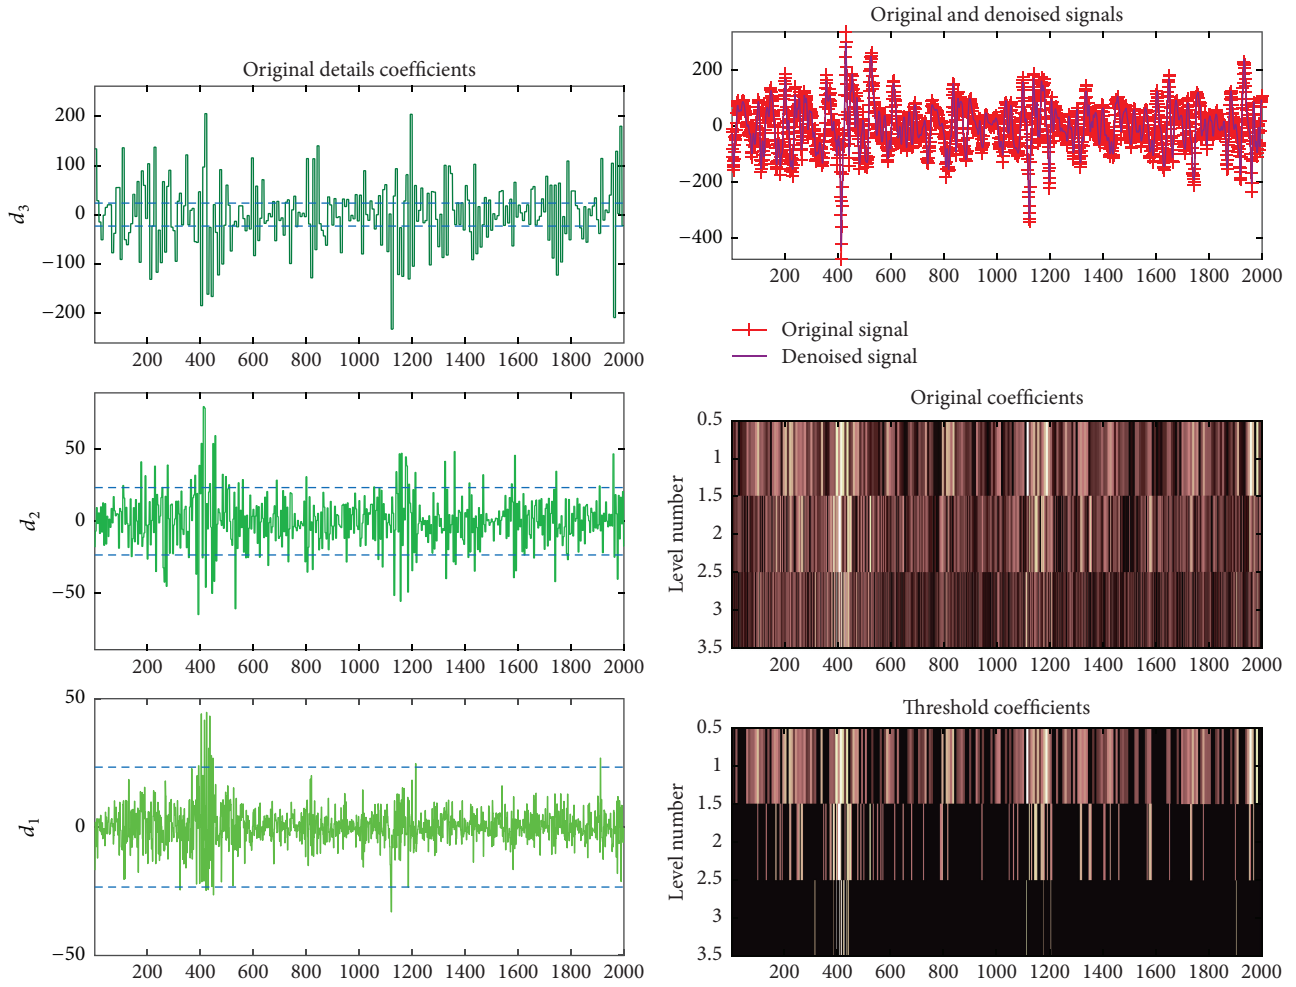 Original details coefficients
200
100
0
−100
−200
d3
200 400 600 800 1000 1200 1400 1600 1800 2000
50
0
−50
d2
200 400 600 800 1000 1200 1400 1600 1800 2000
50
0
−50
d1
200 400 600 800 1000 1200 1400 1600 1800 2000
Original and denoised signals
200
0
−200
−400
200 400 600 800 1000 1200 1400 1600 1800 2000
Original signal
Denoised signal
Original coefficients
0.5
1
1.5
2
2.5
3
3.5
Level number
200 400 600 800 1000 1200 1400 1600 1800 2000
Threshold coefficients
0.5
1
1.5
2
2.5
3
3.5
Level number
200 400 600 800 1000 1200 1400 1600 1800 2000